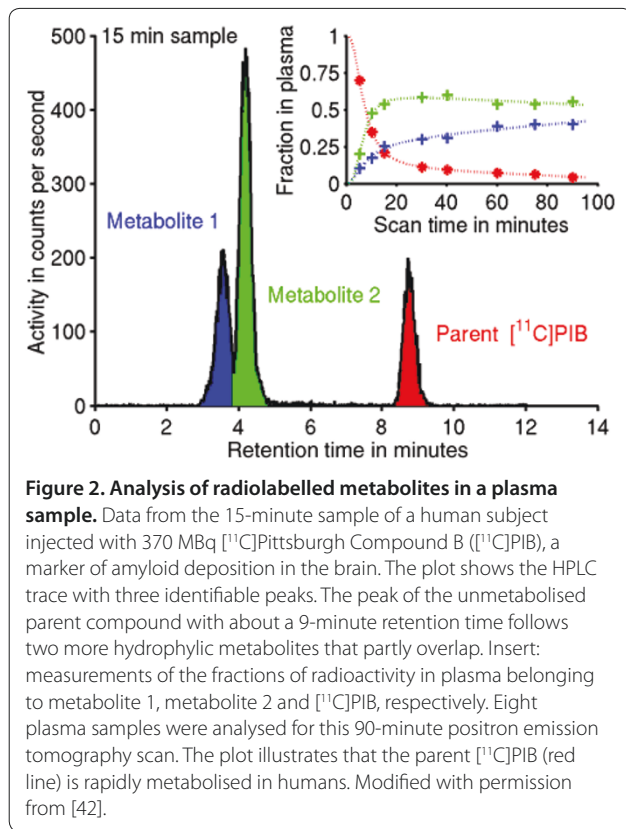 500
15 min sample
400
300
200
100
0
Activity in counts per second
Metabolite 1
Metabolite 2
Parent [¹¹C]PIB
0 2 4 6 8 10 12 14
Retention time in minutes
1
0.75
0.5
0.25
0
Fraction in plasma
0 20 40 60 80 100
Scan time in minutes
Figure 2. Analysis of radiolabelled metabolites in a plasma
sample. Data from the 15-minute sample of a human subject
injected with 370 MBq [¹¹C]Pittsburgh Compound B ([¹¹C]PIB), a
marker of amyloid deposition in the brain. The plot shows the HPLC
trace with three identifiable peaks. The peak of the unmetabolised
parent compound with about a 9-minute retention time follows
two more hydrophylic metabolites that partly overlap. Insert:
measurements of the fractions of radioactivity in plasma belonging
to metabolite 1, metabolite 2 and [¹¹C]PIB, respectively. Eight
plasma samples were analysed for this 90-minute positron emission
tomography scan. The plot illustrates that the parent [¹¹C]PIB (red
line) is rapidly metabolised in humans. Modified with permission
from [42].